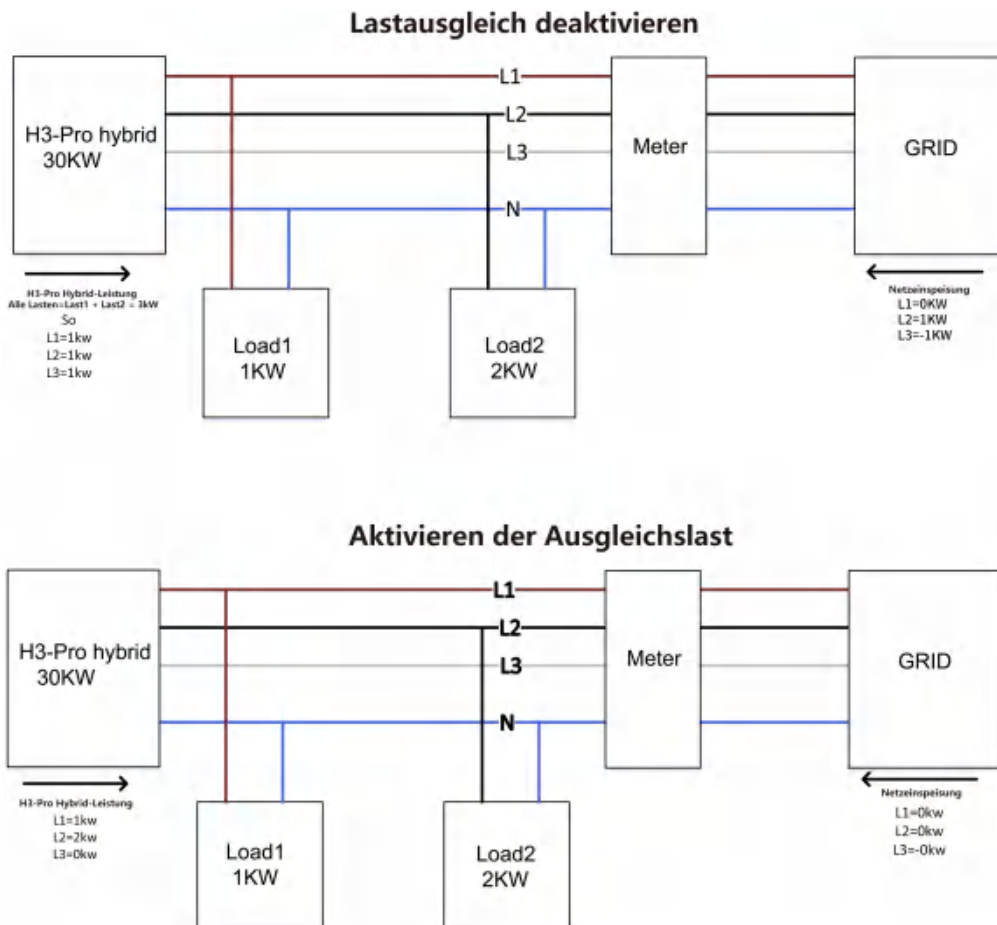 Lastausgleich deaktivieren
L1
L2
L3
N
H3-Pro hybrid
30KW
Meter
GRID
H3-Pro Hybrid-Leistung
Alle Lasten=Last1 + Last2 = 3kW
So
L1=1kw
L2=1kw
L3=1kw
Load1
1KW
Load2
2KW
Netzeinspeisung
L1=0KW
L2=1KW
L3=-1KW
Aktivieren der Ausgleichslast
L1
L2
L3
N
H3-Pro hybrid
30KW
Meter
GRID
H3-Pro Hybrid-Leistung
L1=1kw
L2=2kw
L3=0kw
Load1
1KW
Load2
2KW
Netzeinspeisung
L1=0kw
L2=0kw
L3=-0kw